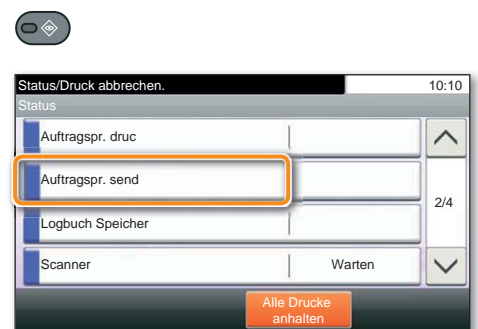 Status/Druck abbrechen. 10:10
Status
Auftragspr. druc
Auftragspr. send
2/4
Logbuch Speicher
Scanner Warten
Alle Drucke
anhalten